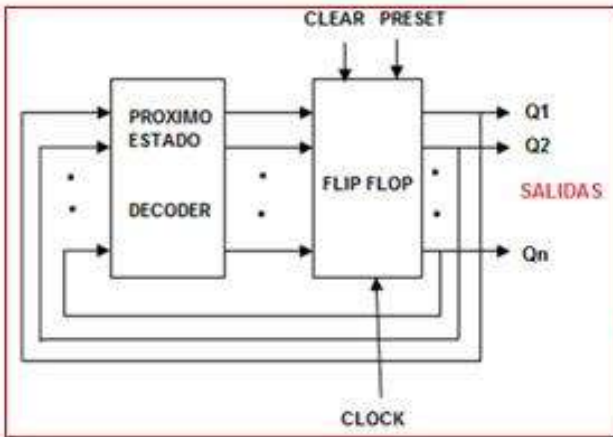 CLEAR PRESET
PROXIMO
ESTADO
DECODER
FLIP FLOP
Q1
Q2
SALIDAS
Qn
CLOCK